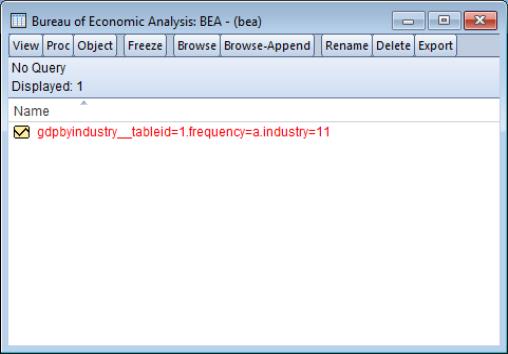 Bureau of Economic Analysis: BEA - (bea)
View Proc Object Freeze Browse Browse-Append Rename Delete Export
No Query
Displayed: 1
Name
gdpbyindustry__tableid=1.frequency=a.industry=11